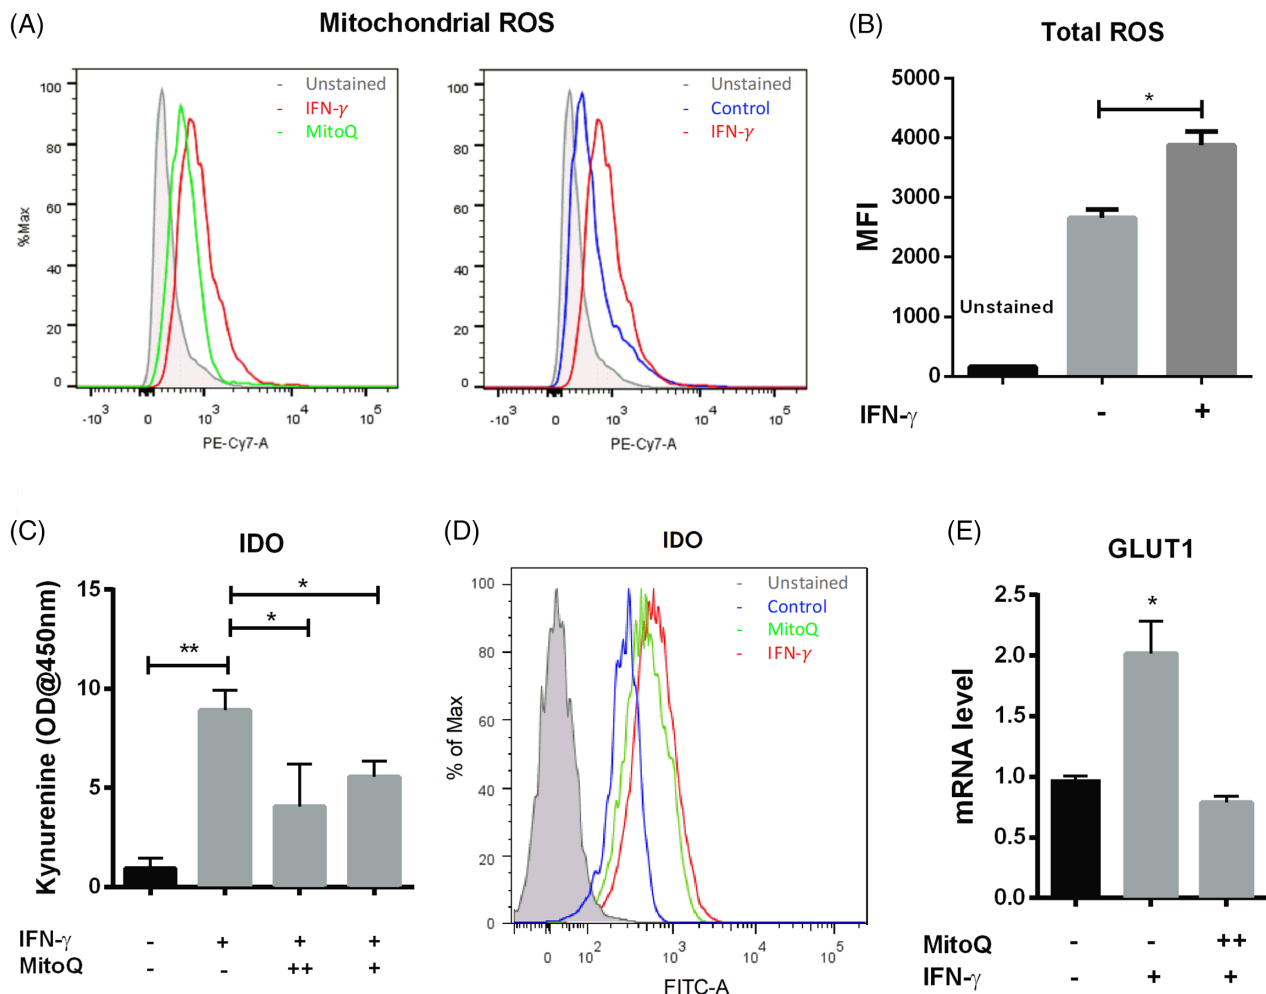 (A)
Mitochondrial ROS
%Max
100
80
60
40
20
0
- Unstained
- IFN-γ
- MitoQ
-10³ 0 10³ 10⁴ 10⁵
PE-Cy7-A
100
80
60
40
20
0
- Unstained
- Control
- IFN-γ
-10³ 0 10³ 10⁴ 10⁵
PE-Cy7-A
(B)
Total ROS
MFI
5000
4000
3000
2000
1000
0
*
Unstained
IFN-γ - +
(C)
IDO
Kynurenine (OD@450nm)
15
10
5
0
*
*
**
IFN-γ - + + +
MitoQ - - ++ +
(D)
IDO
% of Max
100
80
60
40
20
0
- Unstained
- Control
- MitoQ
- IFN-γ
0 10² 10³ 10⁴ 10⁵
FITC-A
(E)
GLUT1
mRNA level
2.5
2.0
1.5
1.0
0.5
0.0
*
MitoQ - - ++
IFN-γ - + +